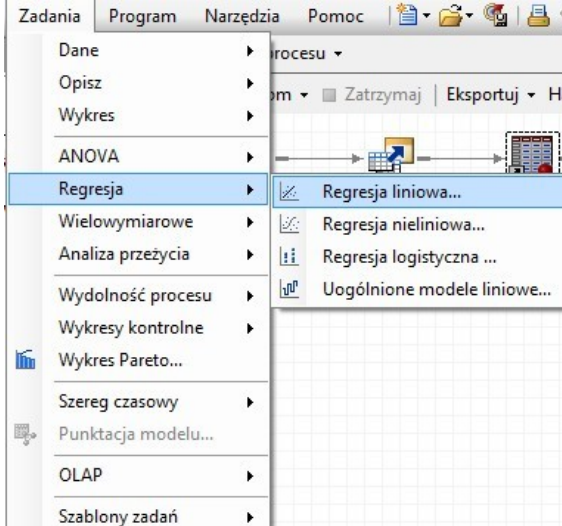 Zadania Program Narzędzia Pomoc
Dane
Opisz
Wykres
ANOVA
Regresja
Wielowymiarowe
Analiza przeżycia
Wydolność procesu
Wykresy kontrolne
Wykres Pareto...
Szereg czasowy
Punktacja modelu...
OLAP
Szablony zadań
rocesu
om Zatrzymaj Eksportuj H
Regresja liniowa...
Regresja nieliniowa...
Regresja logistyczna ...
Uogólnione modele liniowe...